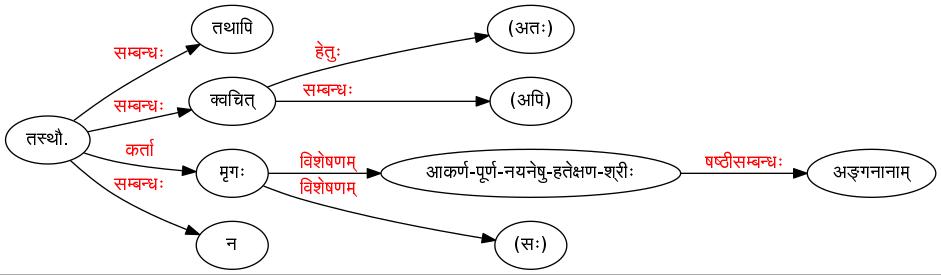 तथापि
(अतः)
सम्बन्धः
हेतुः
सम्बन्धः
क्वचित्
सम्बन्धः
(अपि)
तस्थौ.
कर्ता
मृगः
विशेषणम्
आकर्ण-पूर्ण-नयनेषु-हतेक्षण-श्रीः
षष्ठीसम्बन्धः
अङ्गनानाम्
सम्बन्धः
विशेषणम्
न
(सः)